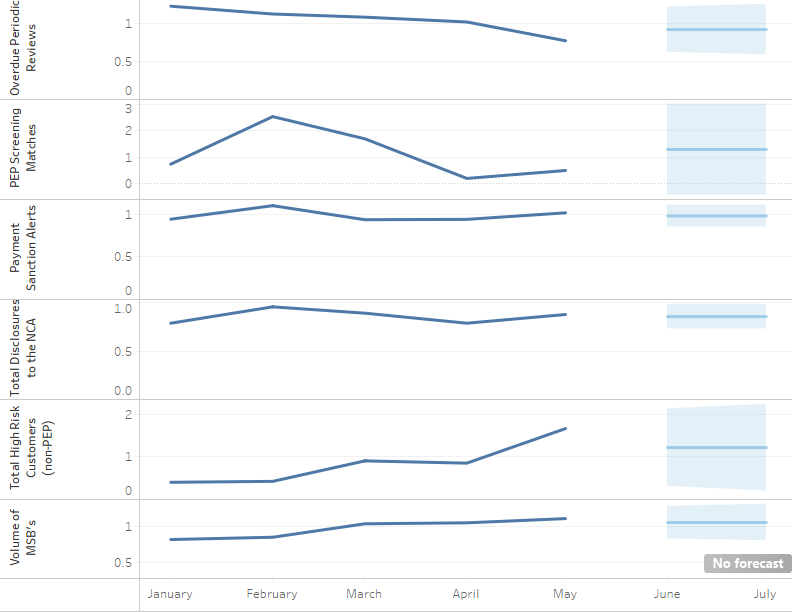 Overdue Periodic
Reviews
1
0.5
0
PEP Screening
Matches
3
2
1
0
Payment
Sanction Alerts
1
0.5
0
Total Disclosures
to the NCA
1.0
0.5
0.0
Total High Risk
Customers
(non-PEP)
2
1
0
Volume of
MSB's
1
0.5
No forecast
January February March April May June July